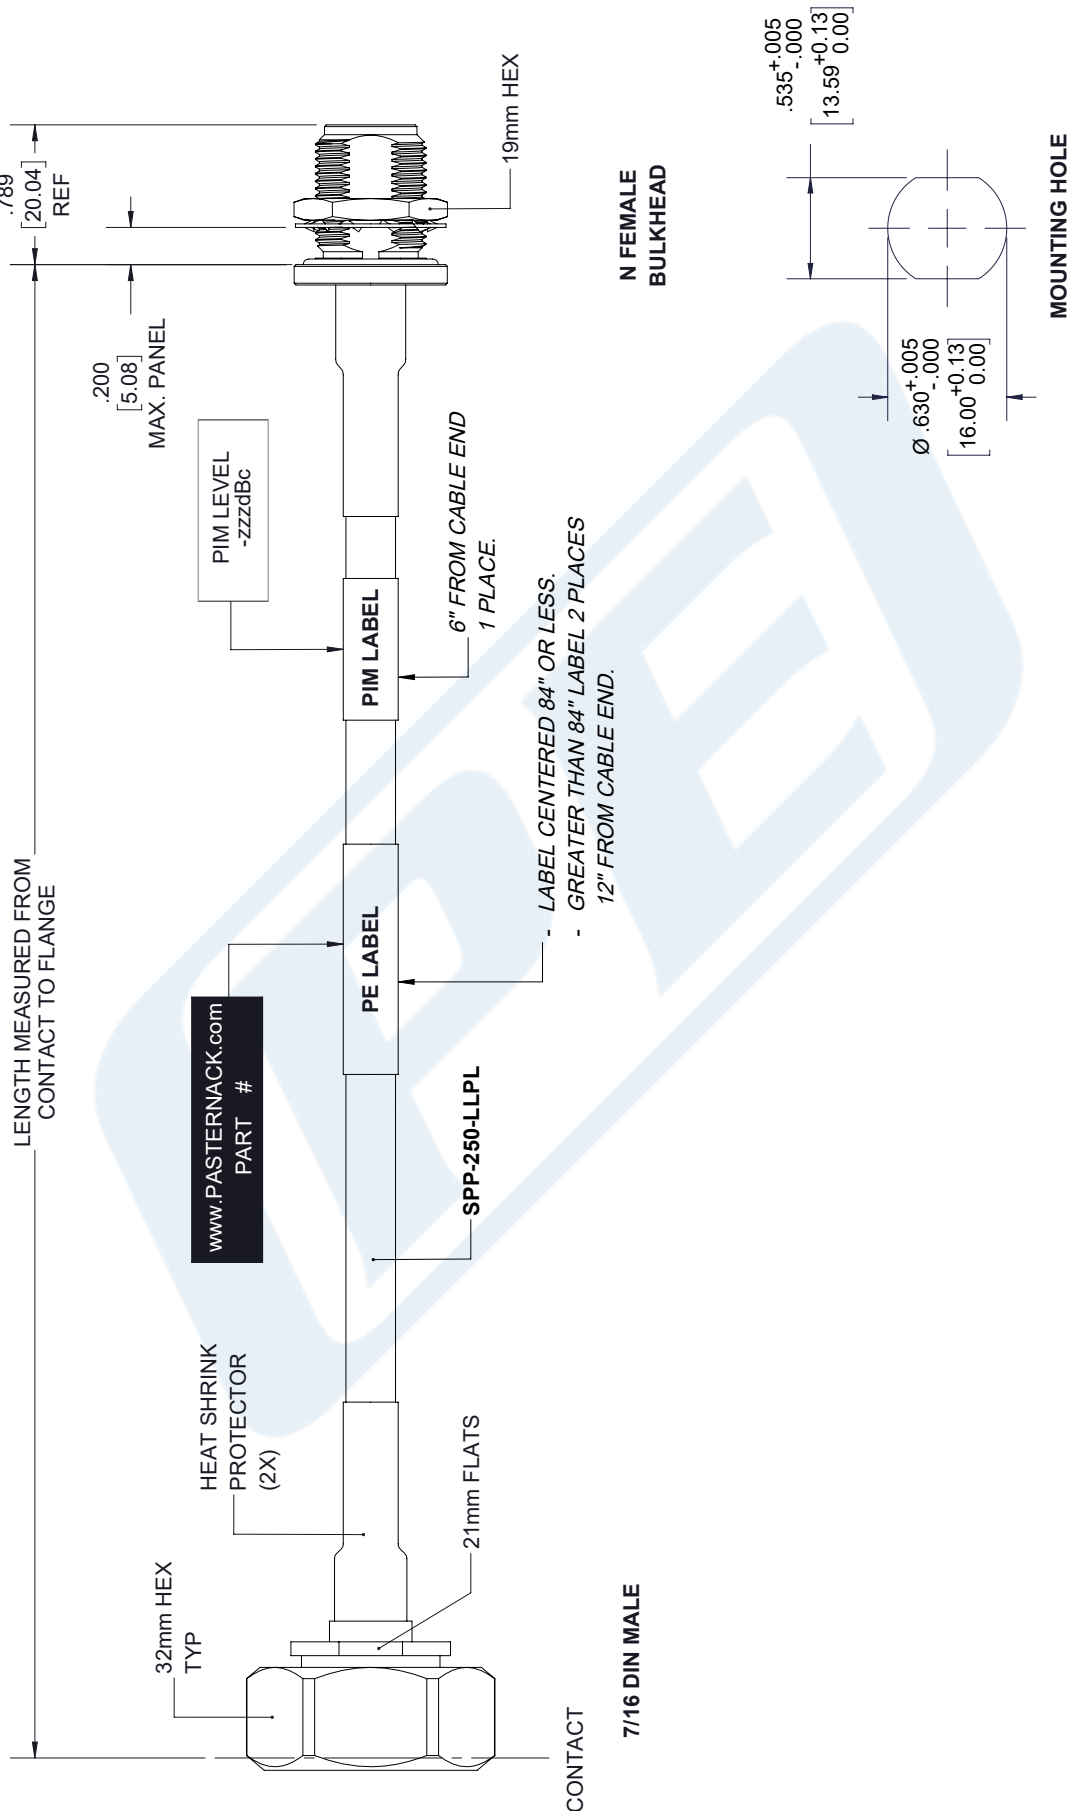 LENGTH MEASURED FROM
CONTACT TO FLANGE
.789
[20.04]
REF
.200
[5.08]
MAX. PANEL
32mm HEX
TYP
HEAT SHRINK
PROTECTOR
(2X)
www.PASTERNACK.com
PART #
PIM LEVEL
-zzzdBc
PE LABEL
PIM LABEL
19mm HEX
21mm FLATS
SPP-250-LLPL
6" FROM CABLE END
1 PLACE.
- LABEL CENTERED 84" OR LESS.
- GREATER THAN 84" LABEL 2 PLACES
12" FROM CABLE END.
CONTACT
7/16 DIN MALE
N FEMALE
BULKHEAD
.535 +.005
-.000
[13.59 +0.13
0.00]
Ø .630 +.005
-.000
[16.00 +0.13
0.00]
MOUNTING HOLE
PE